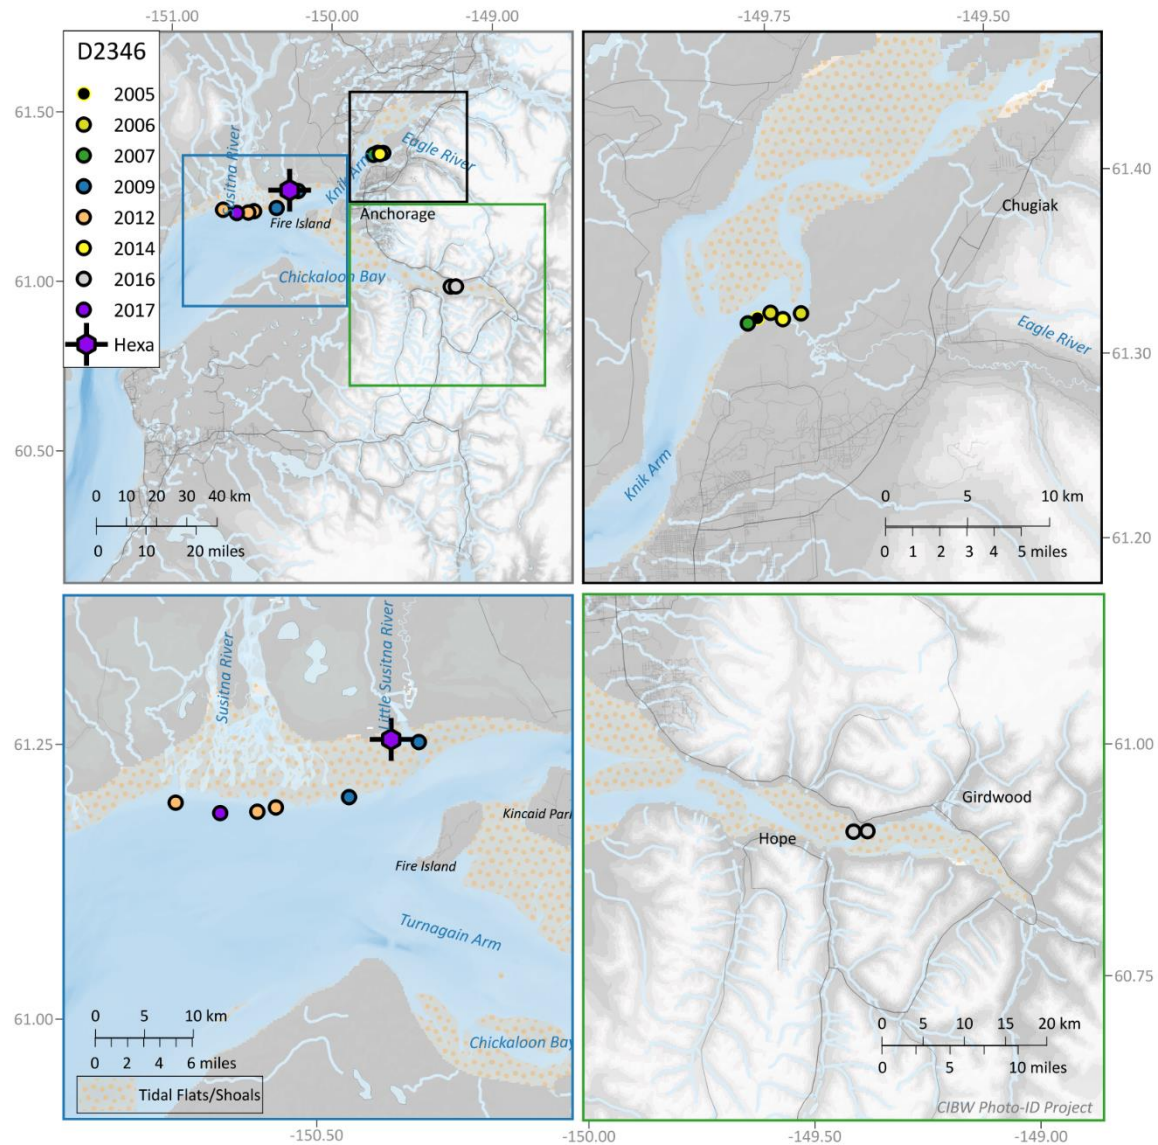 -151.00
-150.00
-149.00
-149.75
-149.50
D2346
2005
2006
2007
2009
2012
2014
2016
2017
Hexa
61.50
61.00
60.50
Susitna River
Knik Arm
Eagle River
Anchorage
Fire Island
Chickaloon Bay
0 10 20 30 40 km
0 10 20 miles
61.40
61.30
61.20
Chugiak
Eagle River
Knik Arm
0 5 10 km
0 1 2 3 4 5 miles
Susitna River
Little Susitna River
61.25
61.00
Kincaid Par
Fire Island
Turnagain Arm
Chickaloon Bay
0 5 10 km
0 2 4 6 miles
Tidal Flats/Shoals
-150.50
61.00
60.75
Girdwood
Hope
0 5 10 15 20 km
0 5 10 miles
CIBW Photo-ID Project
-150.00
-149.50
-149.00